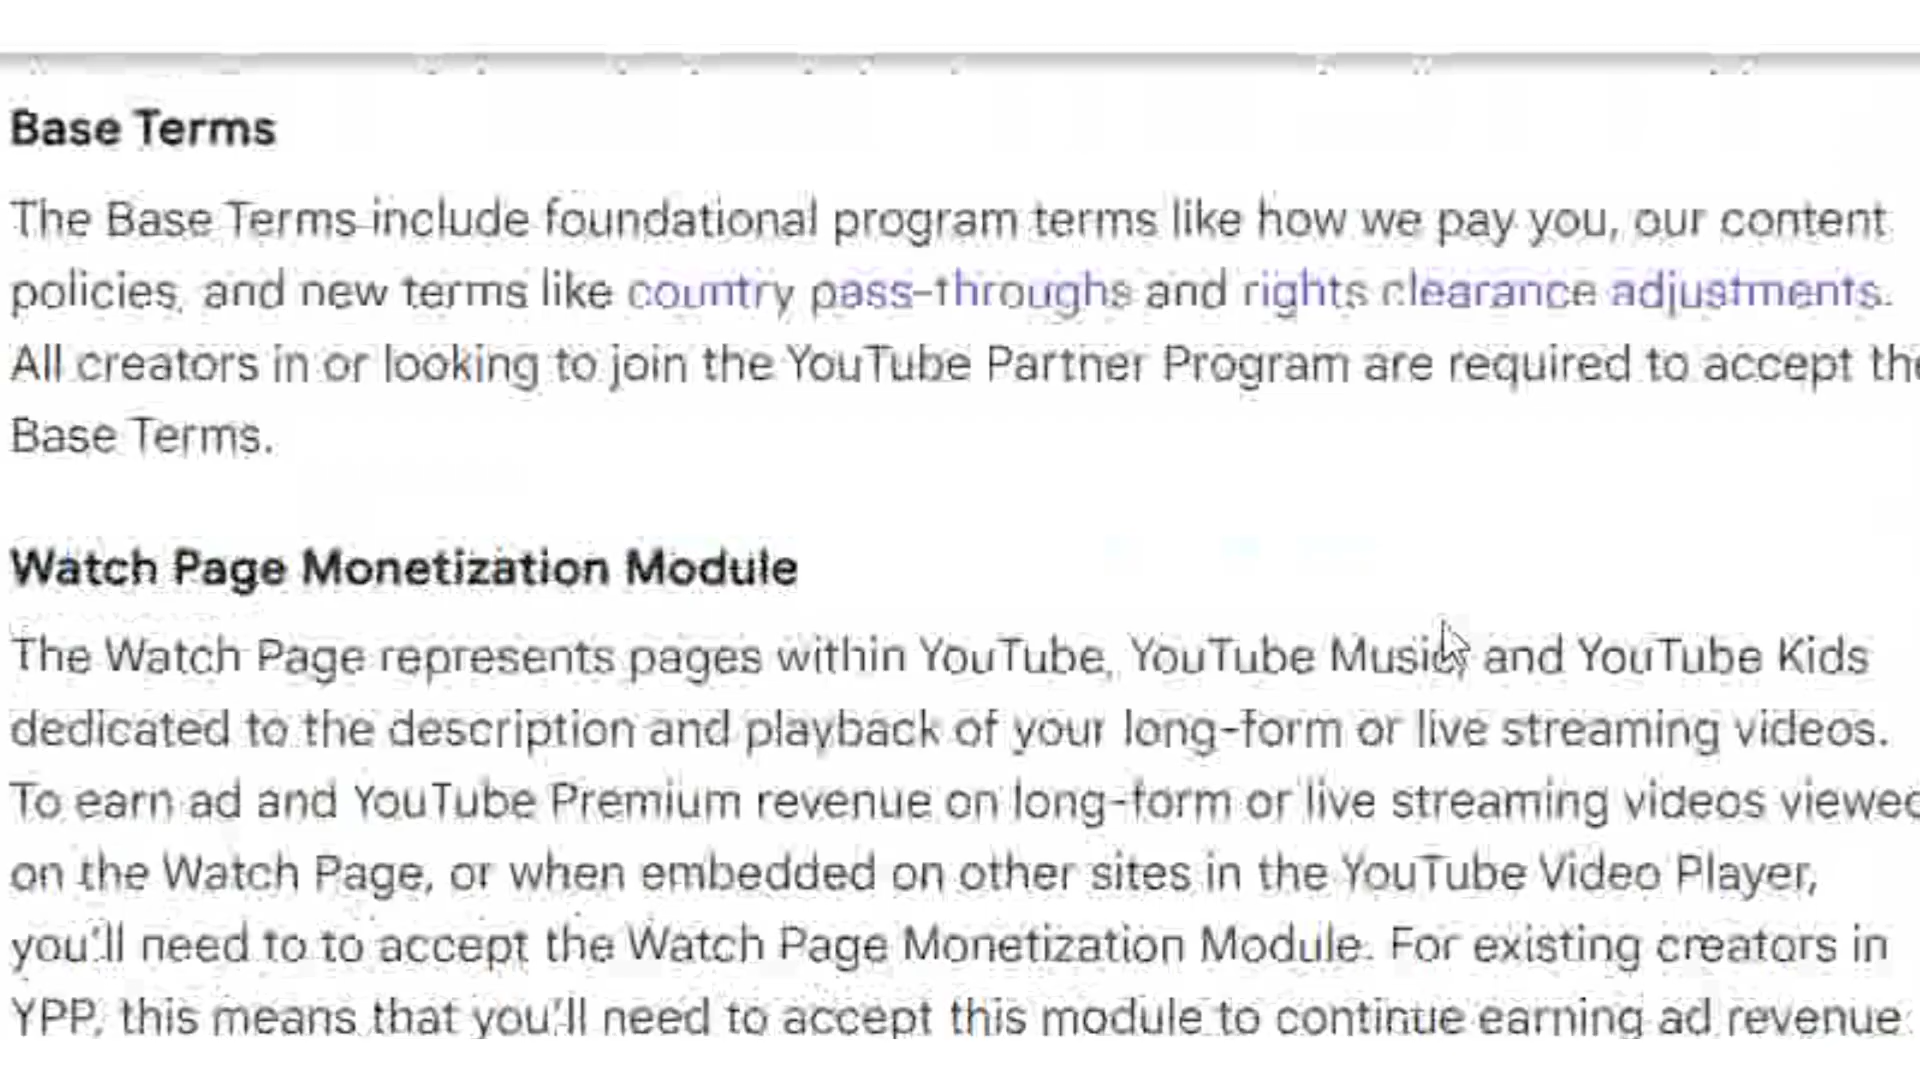 Base Terms
The Base Terms include foundational program terms like how we pay you, our content
policies, and new terms like country pass-throughs and rights clearance adjustments.
All creators in or looking to join the YouTube Partner Program are required to accept the
Base Terms.
Watch Page Monetization Module
The Watch Page represents pages within YouTube, YouTube Music, and YouTube Kids
dedicated to the description and playback of your long-form or live streaming videos.
To earn ad and YouTube Premium revenue on long-form or live streaming videos viewed
on the Watch Page, or when embedded on other sites in the YouTube Video Player,
you'll need to to accept the Watch Page Monetization Module. For existing creators in
YPP, this means that you'll need to accept this module to continue earning ad revenue